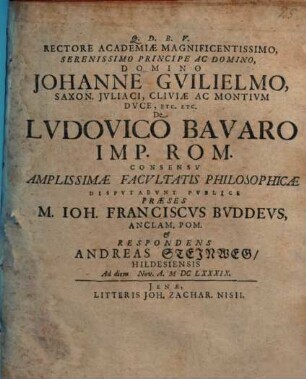 Q. D. B. V.
RECTORE ACADEMIÆ MAGNIFICENTISSIMO,
SERENISSIMO PRINCIPE AC DOMINO,
DOMINO
JOHANNE GVILIELMO,
SAXON. JVLIACI, CLIVIÆ AC MONTIVM
DVCE, ETC. ETC.
De
LVDOVICO BAVARO
IMP. ROM.
CONSENSV
AMPLISSIMÆ FACVLTATIS PHILOSOPHICÆ
DISPVTABVNT PVBLICE
PRÆSES
M. IOH. FRANCISCVS BVDDEVS,
ANCLAM. POM.
&
RESPONDENS
ANDREAS STEINWEG/
HILDESIENSIS
Ad diem Nov. A. M DC LXXXIX.
JENÆ,
LITTERIS JOH. ZACHAR. NISII.